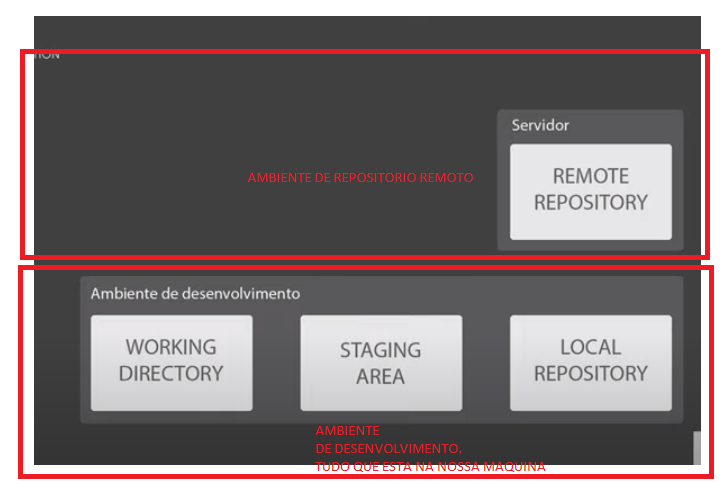 Servidor
AMBIENTE DE REPOSITORIO REMOTO
REMOTE
REPOSITORY
Ambiente de desenvolvimento
WORKING
DIRECTORY
STAGING
AREA
LOCAL
REPOSITORY
AMBIENTE
DE DESENVOLVIMENTO.
TUDO QUE ESTA NA NOSSA MAQUINA